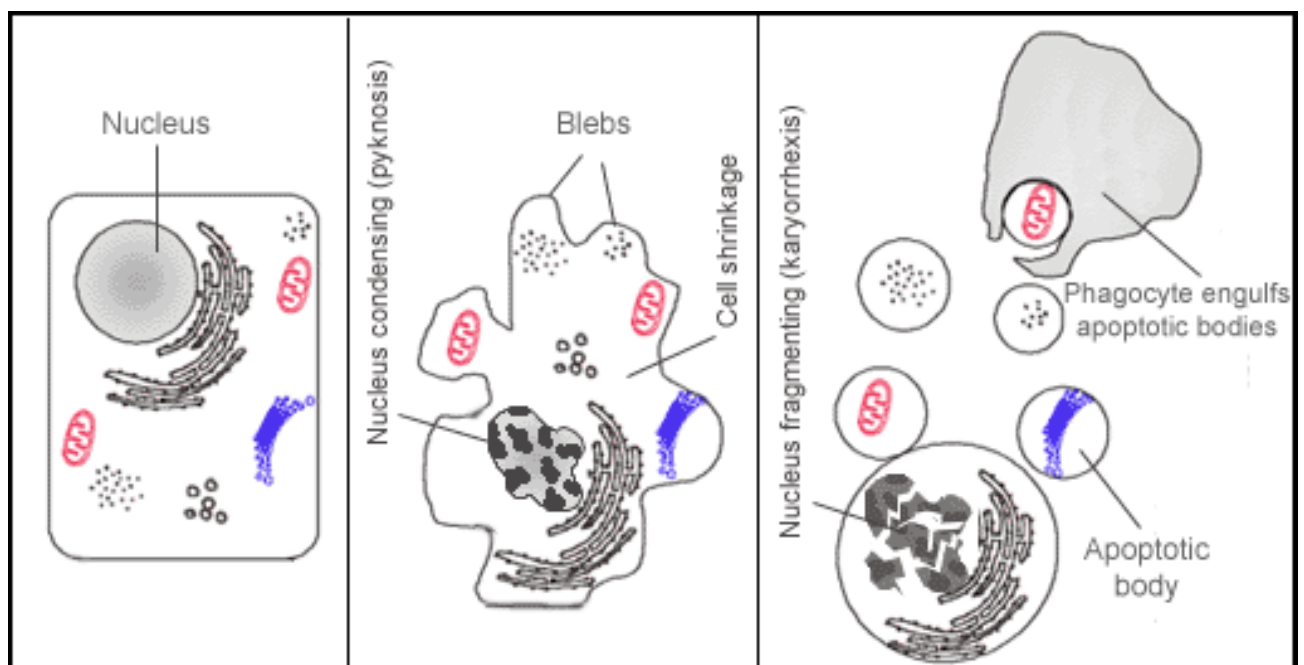 Nucleus
Nucleus condensing (pyknosis)
Blebs
Cell shrinkage
Nucleus fragmenting (karyorrhexis)
Phagocyte engulfs
apoptotic bodies
Apoptotic
body